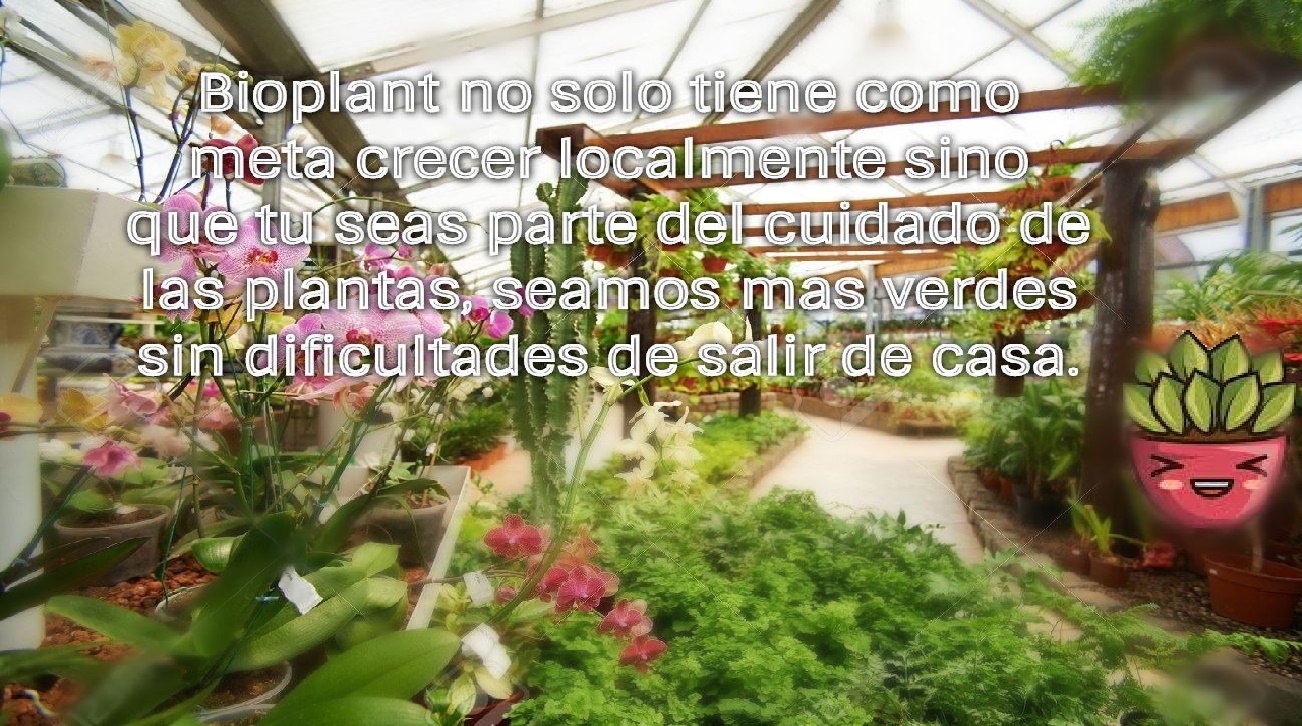 Bioplant no solo tiene como
meta crecer localmente sino
que tu seas parte del cuidado de
las plantas, seamos mas verdes
sin dificultades de salir de casa.